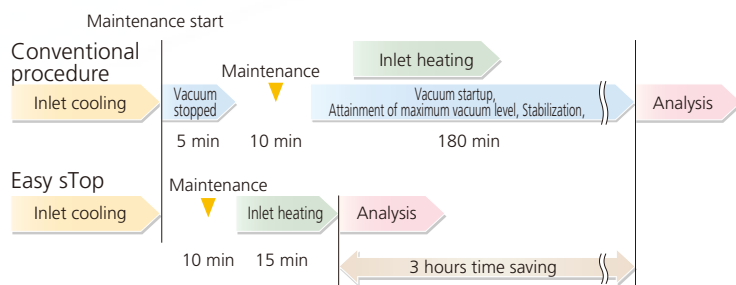 Maintenance start
Conventional
procedure
Inlet heating
Maintenance
Inlet cooling
Vacuum
stopped
Vacuum startup,
Attainment of maximum vacuum level, Stabilization,
Analysis
5 min
10 min
180 min
Easy sTop
Maintenance
Inlet cooling
Inlet heating
Analysis
10 min
15 min
3 hours time saving